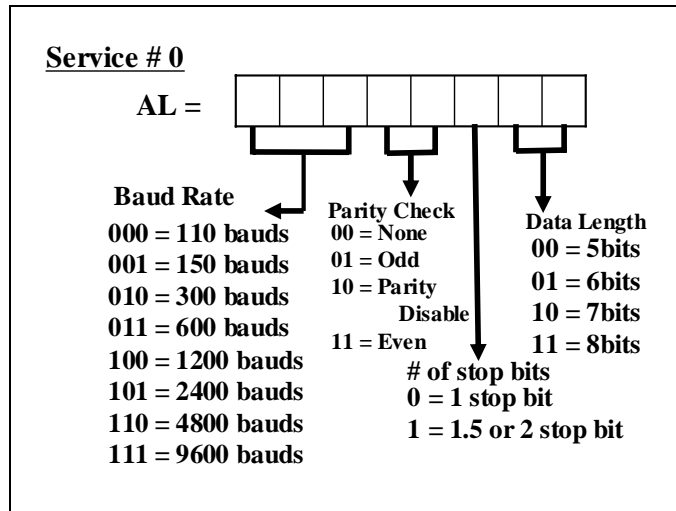 Service # 0
AL =
Baud Rate
000 = 110 bauds
001 = 150 bauds
010 = 300 bauds
011 = 600 bauds
100 = 1200 bauds
101 = 2400 bauds
110 = 4800 bauds
111 = 9600 bauds
Parity Check
00 = None
01 = Odd
10 = Parity
Disable
11 = Even
# of stop bits
0 = 1 stop bit
1 = 1.5 or 2 stop bit
Data Length
00 = 5bits
01 = 6bits
10 = 7bits
11 = 8bits